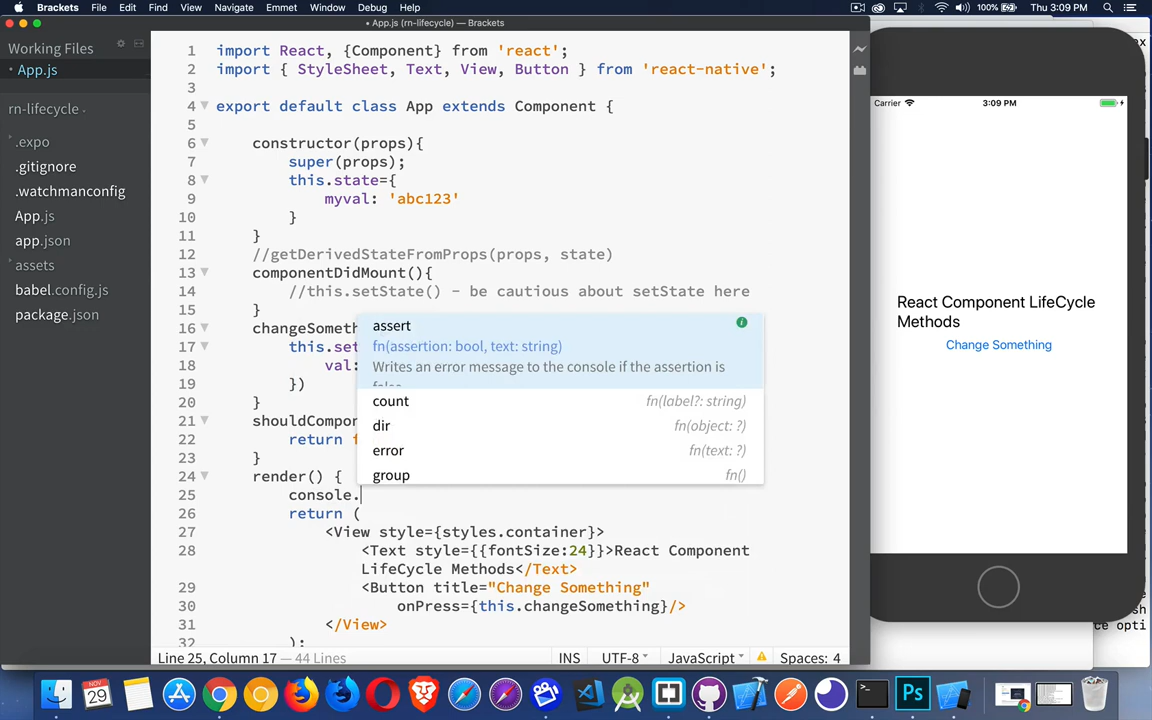 Brackets File Edit Find View Navigate Emmet Window Debug Help 100% Thu 3:09 PM
• App.js (rn-lifecycle) — Brackets
Working Files
• App.js
rn-lifecycle
.expo
.gitignore
.watchmanconfig
App.js
app.json
assets
babel.config.js
package.json
1 import React, {Component} from 'react';
2 import { StyleSheet, Text, View, Button } from 'react-native';
3
4 export default class App extends Component {
5
6 constructor(props){
7 super(props);
8 this.state={
9 myval: 'abc123'
10 }
11 }
12 //getDerivedStateFromProps(props, state)
13 componentDidMount(){
14 //this.setState() - be cautious about setState here
15 }
16 changeSometh
17 this.set
18 val:
19 })
20 }
21 shouldCompor
22 return f
23 }
24 render() {
25 console.
26 return (
27 <View style={styles.container}>
28 <Text style={{fontSize:24}}>React Component
LifeCycle Methods</Text>
29 <Button title="Change Something"
30 onPress={this.changeSomething}/>
31 </View>
32 );
assert
fn(assertion: bool, text: string)
Writes an error message to the console if the assertion is
false.
count fn(label?: string)
dir fn(object: ?)
error fn(text: ?)
group fn()
Line 25, Column 17 — 44 Lines INS UTF-8 JavaScript Spaces: 4
Carrier 3:09 PM
React Component LifeCycle
Methods
Change Something
ex
sh
ce opti
NOV
29
Ps